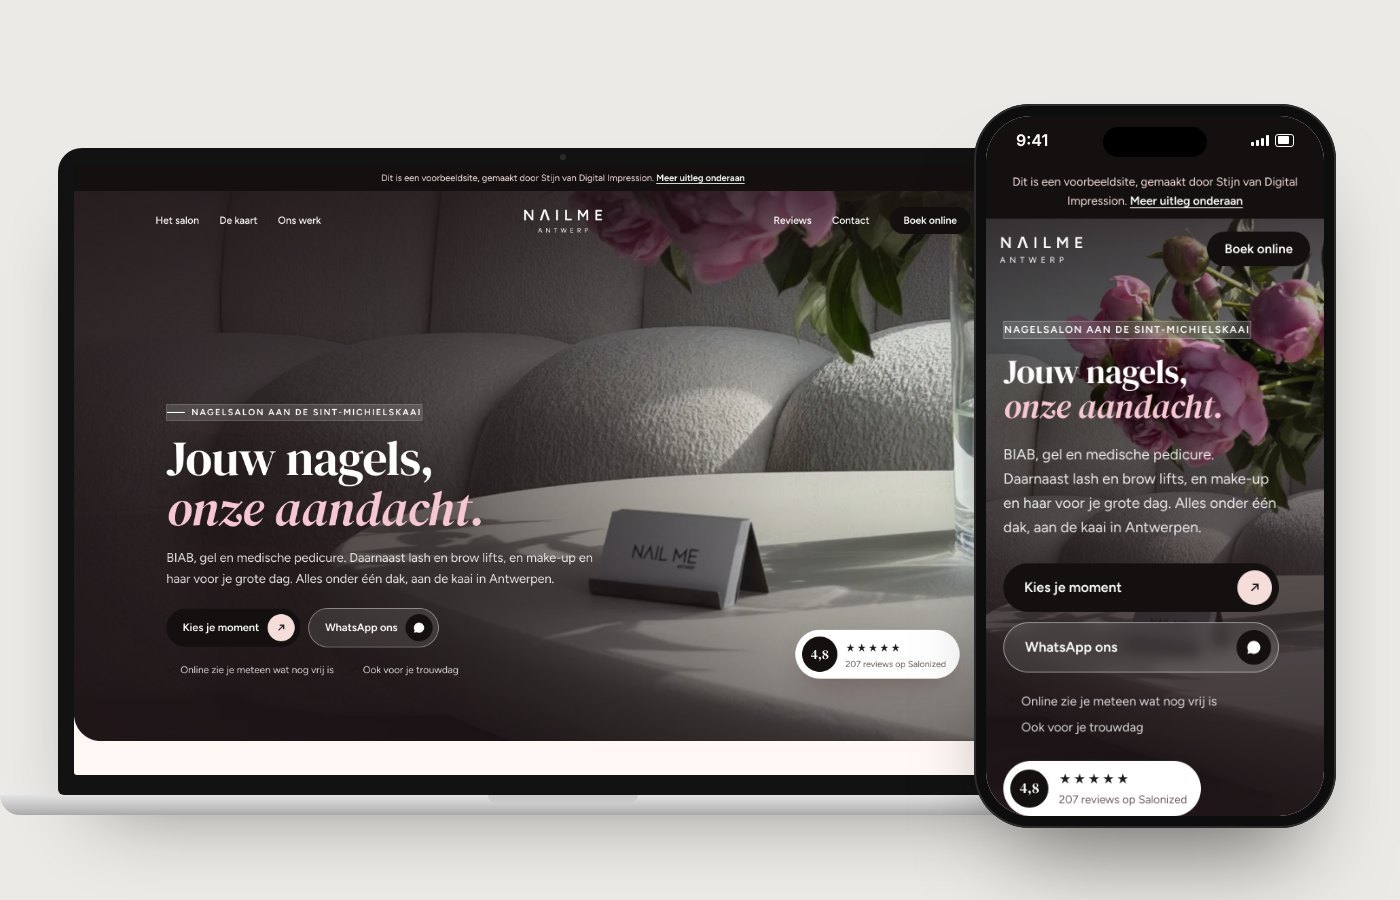 Dit is een voorbeeldsite, gemaakt door Stijn van Digital Impression. Meer uitleg onderaan
Het salon
De kaart
Ons werk
NAILME
ANTWERP
Reviews
Contact
Boek online
NAGELSALON AAN DE SINT-MICHIELSKAAI
Jouw nagels,
onze aandacht.
BIAB, gel en medische pedicure. Daarnaast lash en brow lifts, en make-up en
haar voor je grote dag. Alles onder één dak, aan de kaai in Antwerpen.
Kies je moment
WhatsApp ons
Online zie je meteen wat nog vrij is
Ook voor je trouwdag
NAIL ME
4,8
★★★★★
207 reviews op Salonized
9:41
Dit is een voorbeeldsite, gemaakt door Stijn van Digital
Impression. Meer uitleg onderaan
NAILME
ANTWERP
Boek online
NAGELSALON AAN DE SINT-MICHIELSKAAI
Jouw nagels,
onze aandacht.
BIAB, gel en medische pedicure.
Daarnaast lash en brow lifts, en make-up
en haar voor je grote dag. Alles onder één
dak, aan de kaai in Antwerpen.
Kies je moment
WhatsApp ons
Online zie je meteen wat nog vrij is
Ook voor je trouwdag
4,8
★★★★★
207 reviews op Salonized